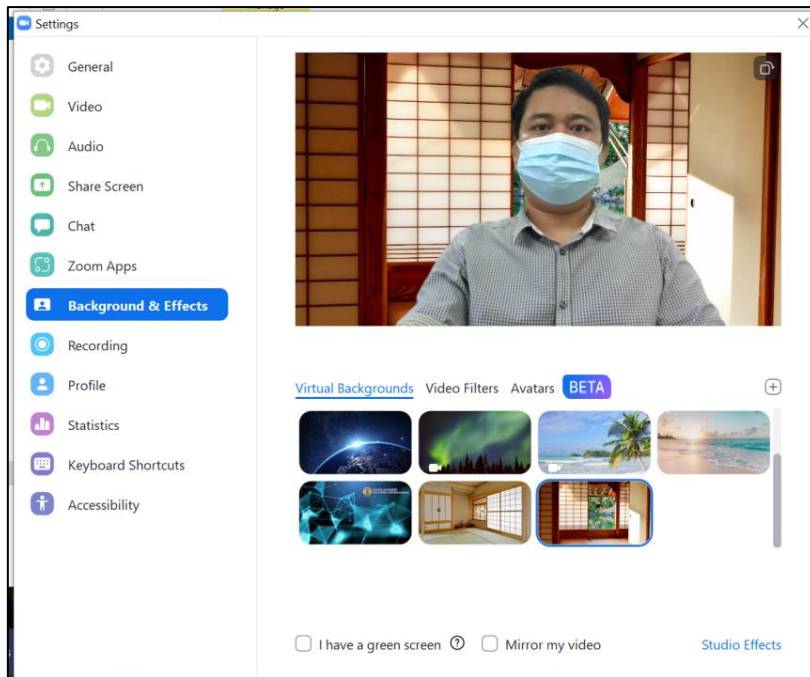 Settings
General
Video
Audio
Share Screen
Chat
Zoom Apps
Background & Effects
Recording
Profile
Statistics
Keyboard Shortcuts
Accessibility
Virtual Backgrounds Video Filters Avatars BETA
I have a green screen Mirror my video Studio Effects